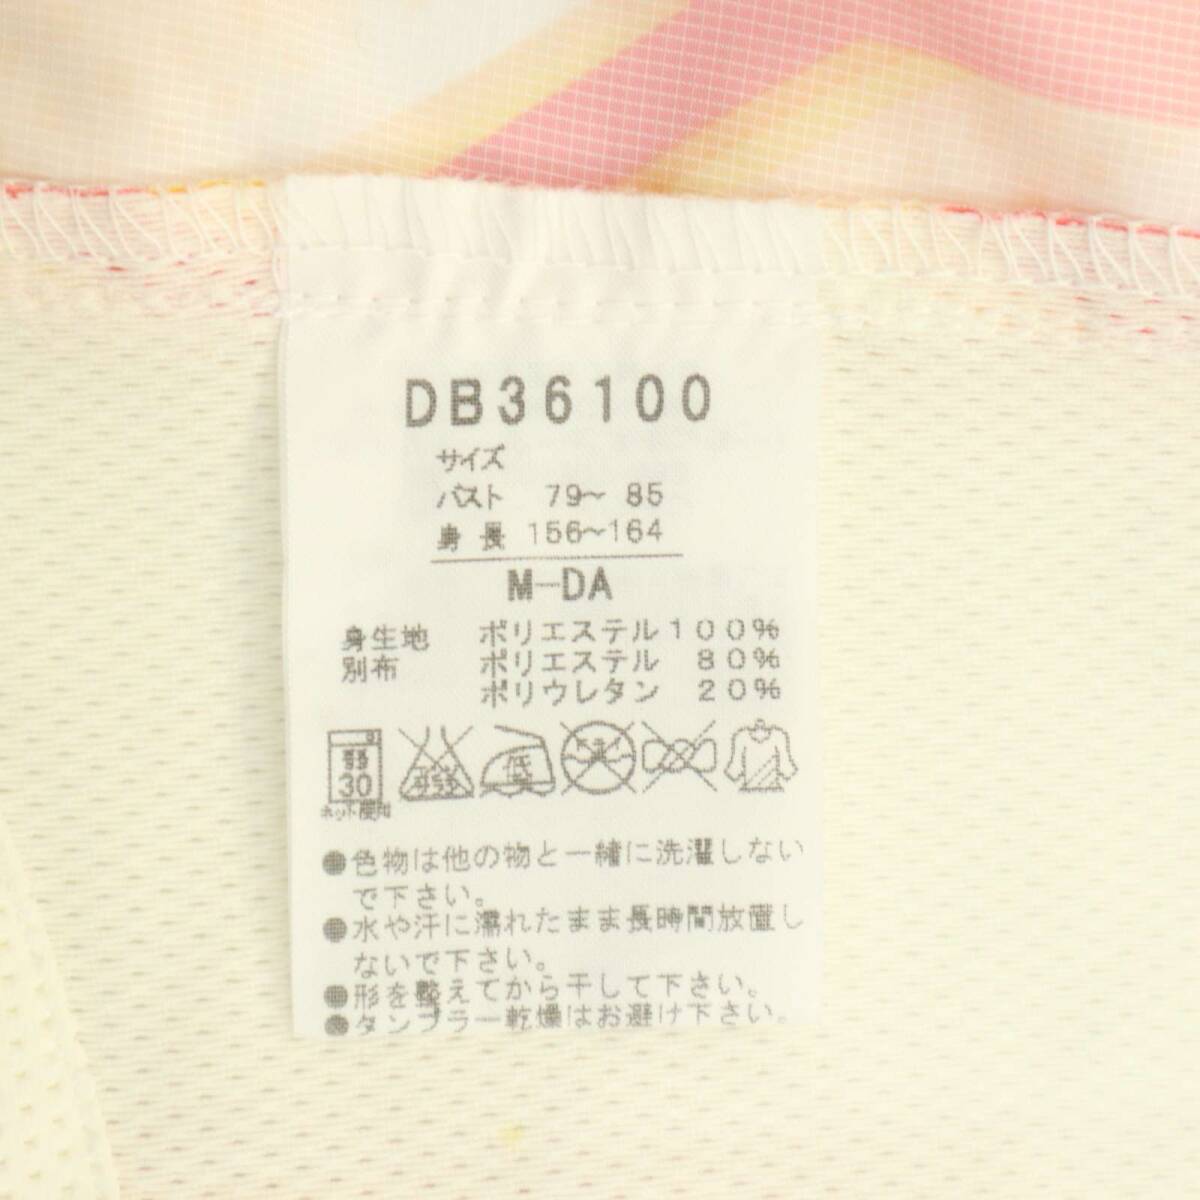 DB36100
サイズ
バスト 79〜 85
身長 156〜164
M-DA
身生地 ポリエステル100%
別布 ポリエステル 80%
ポリウレタン 20%
30 低
ネット使用
●色物は他の物と一緒に洗濯しない
で下さい。
●水や汗に濡れたまま長時間放置し
ないで下さい。
●形を整えてから干して下さい。
●タンブラー乾燥はお避け下さい。